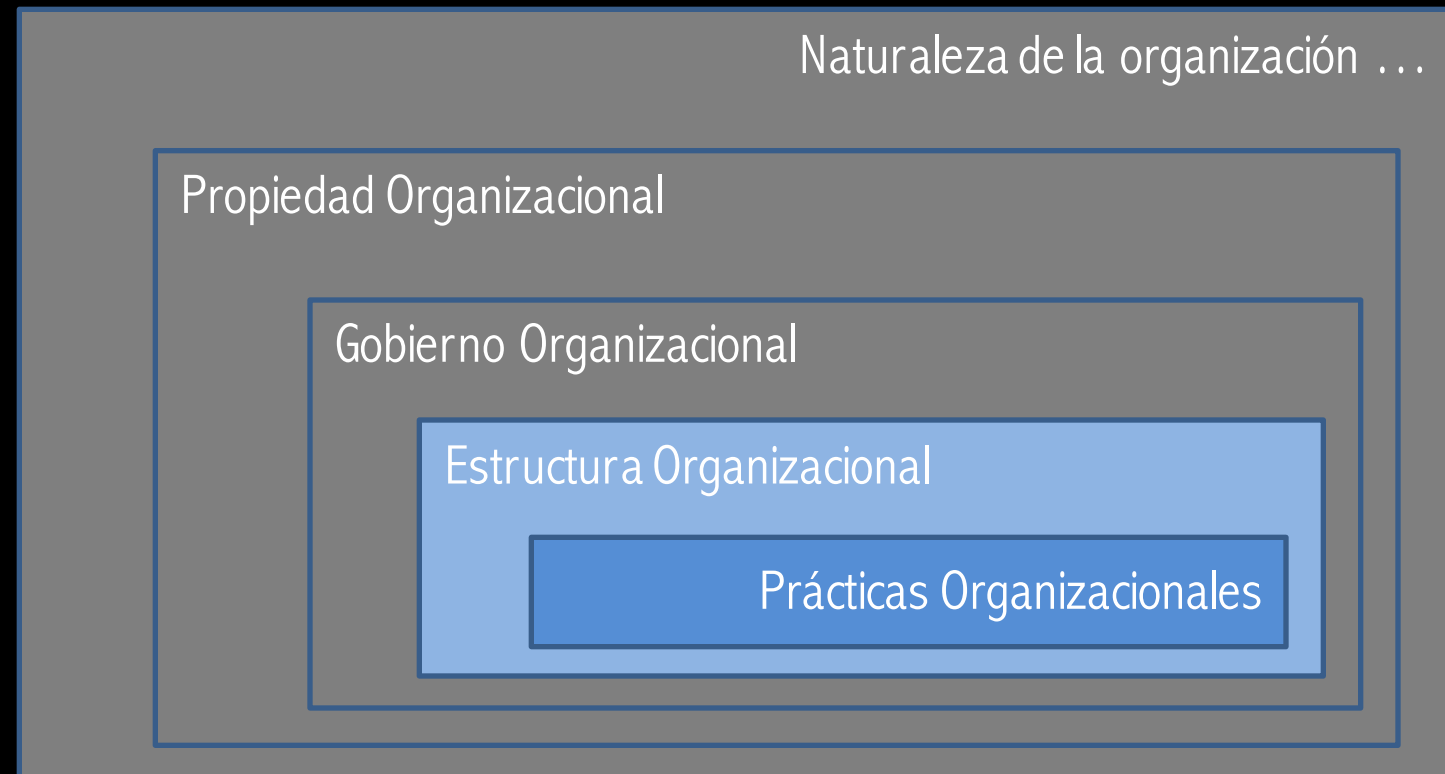 Naturaleza de la organización ...
Propiedad Organizacional
Gobierno Organizacional
Estructura Organizacional
Prácticas Organizacionales